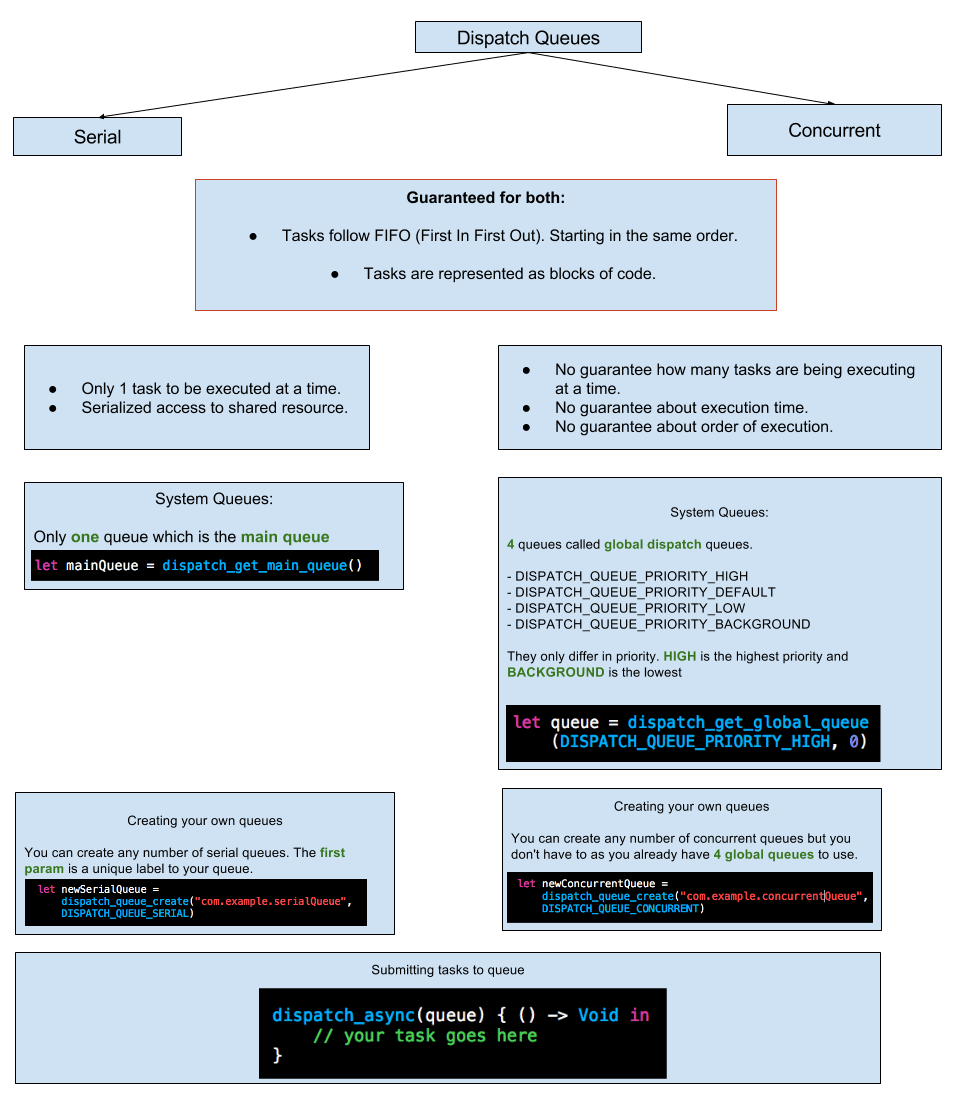 Dispatch Queues
Serial
Concurrent
Guaranteed for both:
● Tasks follow FIFO (First In First Out). Starting in the same order.
● Tasks are represented as blocks of code.
● Only 1 task to be executed at a time.
● Serialized access to shared resource.
● No guarantee how many tasks are being executing
at a time.
● No guarantee about execution time.
● No guarantee about order of execution.
System Queues:
Only one queue which is the main queue
let mainQueue = dispatch_get_main_queue()
System Queues:
4 queues called global dispatch queues.
- DISPATCH_QUEUE_PRIORITY_HIGH
- DISPATCH_QUEUE_PRIORITY_DEFAULT
- DISPATCH_QUEUE_PRIORITY_LOW
- DISPATCH_QUEUE_PRIORITY_BACKGROUND
They only differ in priority. HIGH is the highest priority and
BACKGROUND is the lowest
let queue = dispatch_get_global_queue
(DISPATCH_QUEUE_PRIORITY_HIGH, 0)
Creating your own queues
You can create any number of serial queues. The first
param is a unique label to your queue.
let newSerialQueue =
dispatch_queue_create("com.example.serialQueue",
DISPATCH_QUEUE_SERIAL)
Creating your own queues
You can create any number of concurrent queues but you
don't have to as you already have 4 global queues to use.
let newConcurrentQueue =
dispatch_queue_create("com.example.concurrentQueue",
DISPATCH_QUEUE_CONCURRENT)
Submitting tasks to queue
dispatch_async(queue) { () -> Void in
// your task goes here
}